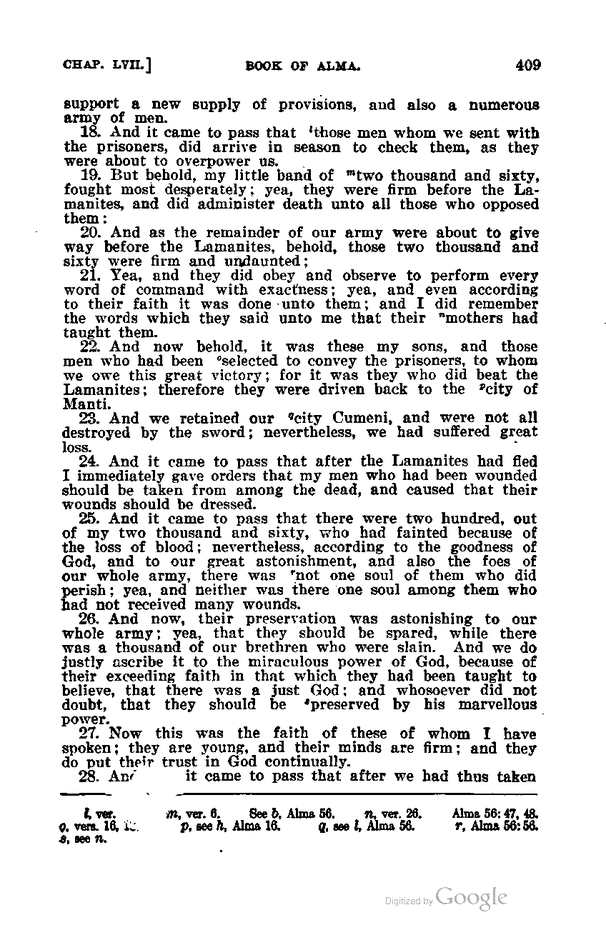 CHAP. LVII.] BOOK OF ALMA. 409
support a new supply of provisions, and also a numerous
army of men.
18. And it came to pass that ᶫthose men whom we sent with
the prisoners, did arrive in season to check them, as they
were about to overpower us.
19. But behold, my little band of ᵐtwo thousand and sixty,
fought most desperately; yea, they were firm before the La-
manites, and did administer death unto all those who opposed
them:
20. And as the remainder of our army were about to give
way before the Lamanites, behold, those two thousand and
sixty were firm and undaunted;
21. Yea, and they did obey and observe to perform every
word of command with exactness; yea, and even according
to their faith it was done unto them; and I did remember
the words which they said unto me that their ⁿmothers had
taught them.
22. And now behold, it was these my sons, and those
men who had been ᵒselected to convey the prisoners, to whom
we owe this great victory; for it was they who did beat the
Lamanites; therefore they were driven back to the ᵖcity of
Manti.
23. And we retained our ᑫcity Cumeni, and were not all
destroyed by the sword; nevertheless, we had suffered great
loss.
24. And it came to pass that after the Lamanites had fled
I immediately gave orders that my men who had been wounded
should be taken from among the dead, and caused that their
wounds should be dressed.
25. And it came to pass that there were two hundred, out
of my two thousand and sixty, who had fainted because of
the loss of blood; nevertheless, according to the goodness of
God, and to our great astonishment, and also the foes of
our whole army, there was ʳnot one soul of them who did
perish; yea, and neither was there one soul among them who
had not received many wounds.
26. And now, their preservation was astonishing to our
whole army; yea, that they should be spared, while there
was a thousand of our brethren who were slain. And we do
justly ascribe it to the miraculous power of God, because of
their exceeding faith in that which they had been taught to
believe, that there was a just God; and whosoever did not
doubt, that they should be ˢpreserved by his marvellous
power.
27. Now this was the faith of these of whom I have
spoken; they are young, and their minds are firm; and they
do put their trust in God continually.
28. And it came to pass that after we had thus taken
l, ver. m, ver. 6. See b, Alma 56. n, ver. 26. Alma 56: 47, 48.
o, vers. 16, p, see h, Alma 16. q, see l, Alma 56. r, Alma 56: 56.
s, see n.
Digitized by Google